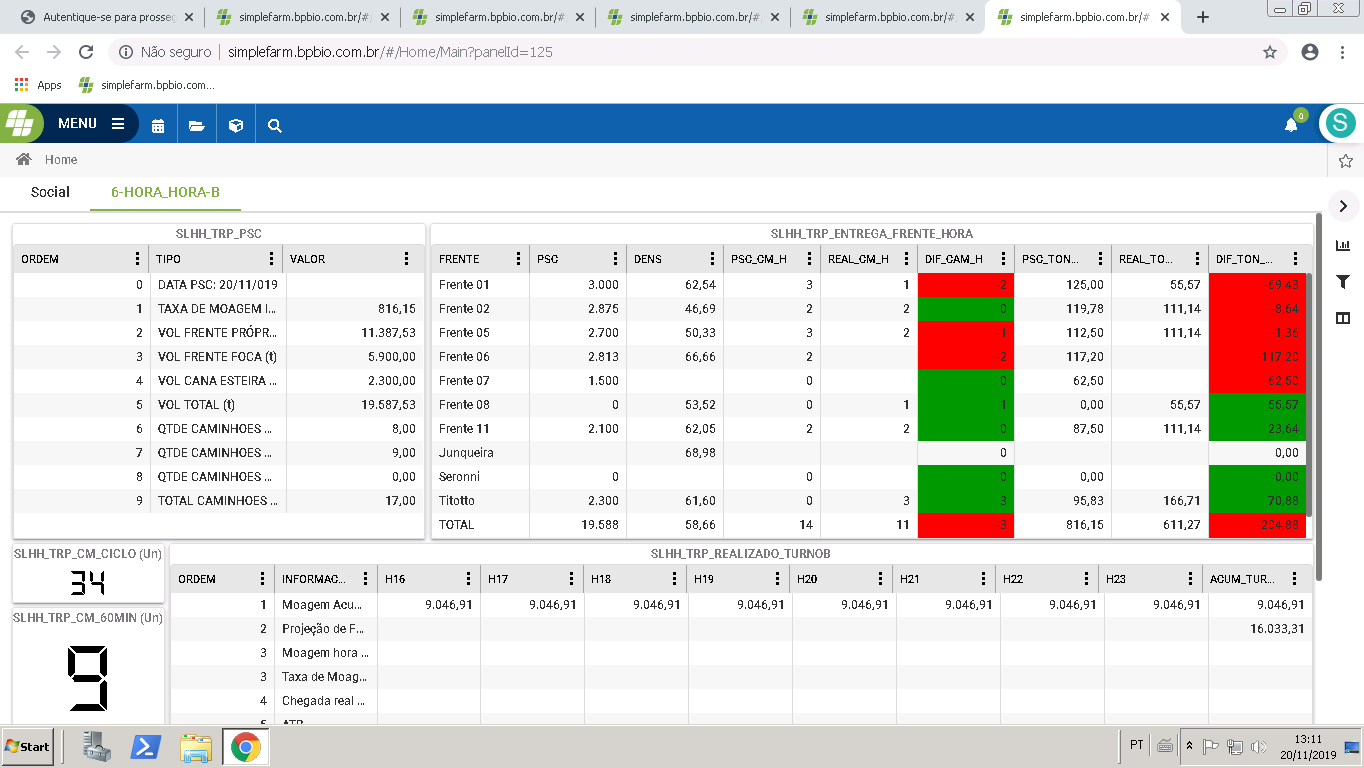 Autentique-se para prosseg
simplefarm.bpbio.com.br/#/
simplefarm.bpbio.com.br/#
simplefarm.bpbio.com.br/#
simplefarm.bpbio.com.br/#
simplefarm.bpbio.com.br/#
Não seguro | simplefarm.bpbio.com.br/#/Home/Main?panelId=125
Apps simplefarm.bpbio.com....
MENU 0 S
Home
Social 6-HORA_HORA-B
SLHH_TRP_PSC
ORDEM TIPO VALOR
0 DATA PSC: 20/11/019
1 TAXA DE MOAGEM I... 816,15
2 VOL FRENTE PRÓPR... 11.387,53
3 VOL FRENTE FOCA (t) 5.900,00
4 VOL CANA ESTEIRA ... 2.300,00
5 VOL TOTAL (t) 19.587,53
6 QTDE CAMINHOES ... 8,00
7 QTDE CAMINHOES ... 9,00
8 QTDE CAMINHOES ... 0,00
9 TOTAL CAMINHOES ... 17,00
SLHH_TRP_ENTREGA_FRENTE_HORA
FRENTE PSC DENS PSC_CM_H REAL_CM_H DIF_CAM_H PSC_TON... REAL_TO... DIF_TON_...
Frente 01 3.000 62,54 3 1 -2 125,00 55,57 -69,43
Frente 02 2.875 46,69 2 2 0 119,78 111,14 -8,64
Frente 05 2.700 50,33 3 2 -1 112,50 111,14 -1,36
Frente 06 2.813 66,66 2 -2 117,20 -117,20
Frente 07 1.500 0 0 62,50 -62,50
Frente 08 0 53,52 0 1 1 0,00 55,57 55,57
Frente 11 2.100 62,05 2 2 0 87,50 111,14 23,64
Junqueira 68,98 0 0,00
Seronni 0 0 0 0,00 0,00
Titotto 2.300 61,60 0 3 3 95,83 166,71 70,88
TOTAL 19.588 58,66 14 11 -3 816,15 611,27 -204,88
SLHH_TRP_CM_CICLO (Un)
34
SLHH_TRP_CM_60MIN (Un)
9
SLHH_TRP_REALIZADO_TURNOB
ORDEM INFORMAC... H16 H17 H18 H19 H20 H21 H22 H23 ACUM_TUR...
1 Moagem Acu... 9.046,91 9.046,91 9.046,91 9.046,91 9.046,91 9.046,91 9.046,91 9.046,91 9.046,91
2 Projeção de F... 16.033,31
3 Moagem hora ...
3 Taxa de Moag...
4 Chegada real ...
5 ATR
Start PT 13:11
20/11/2019